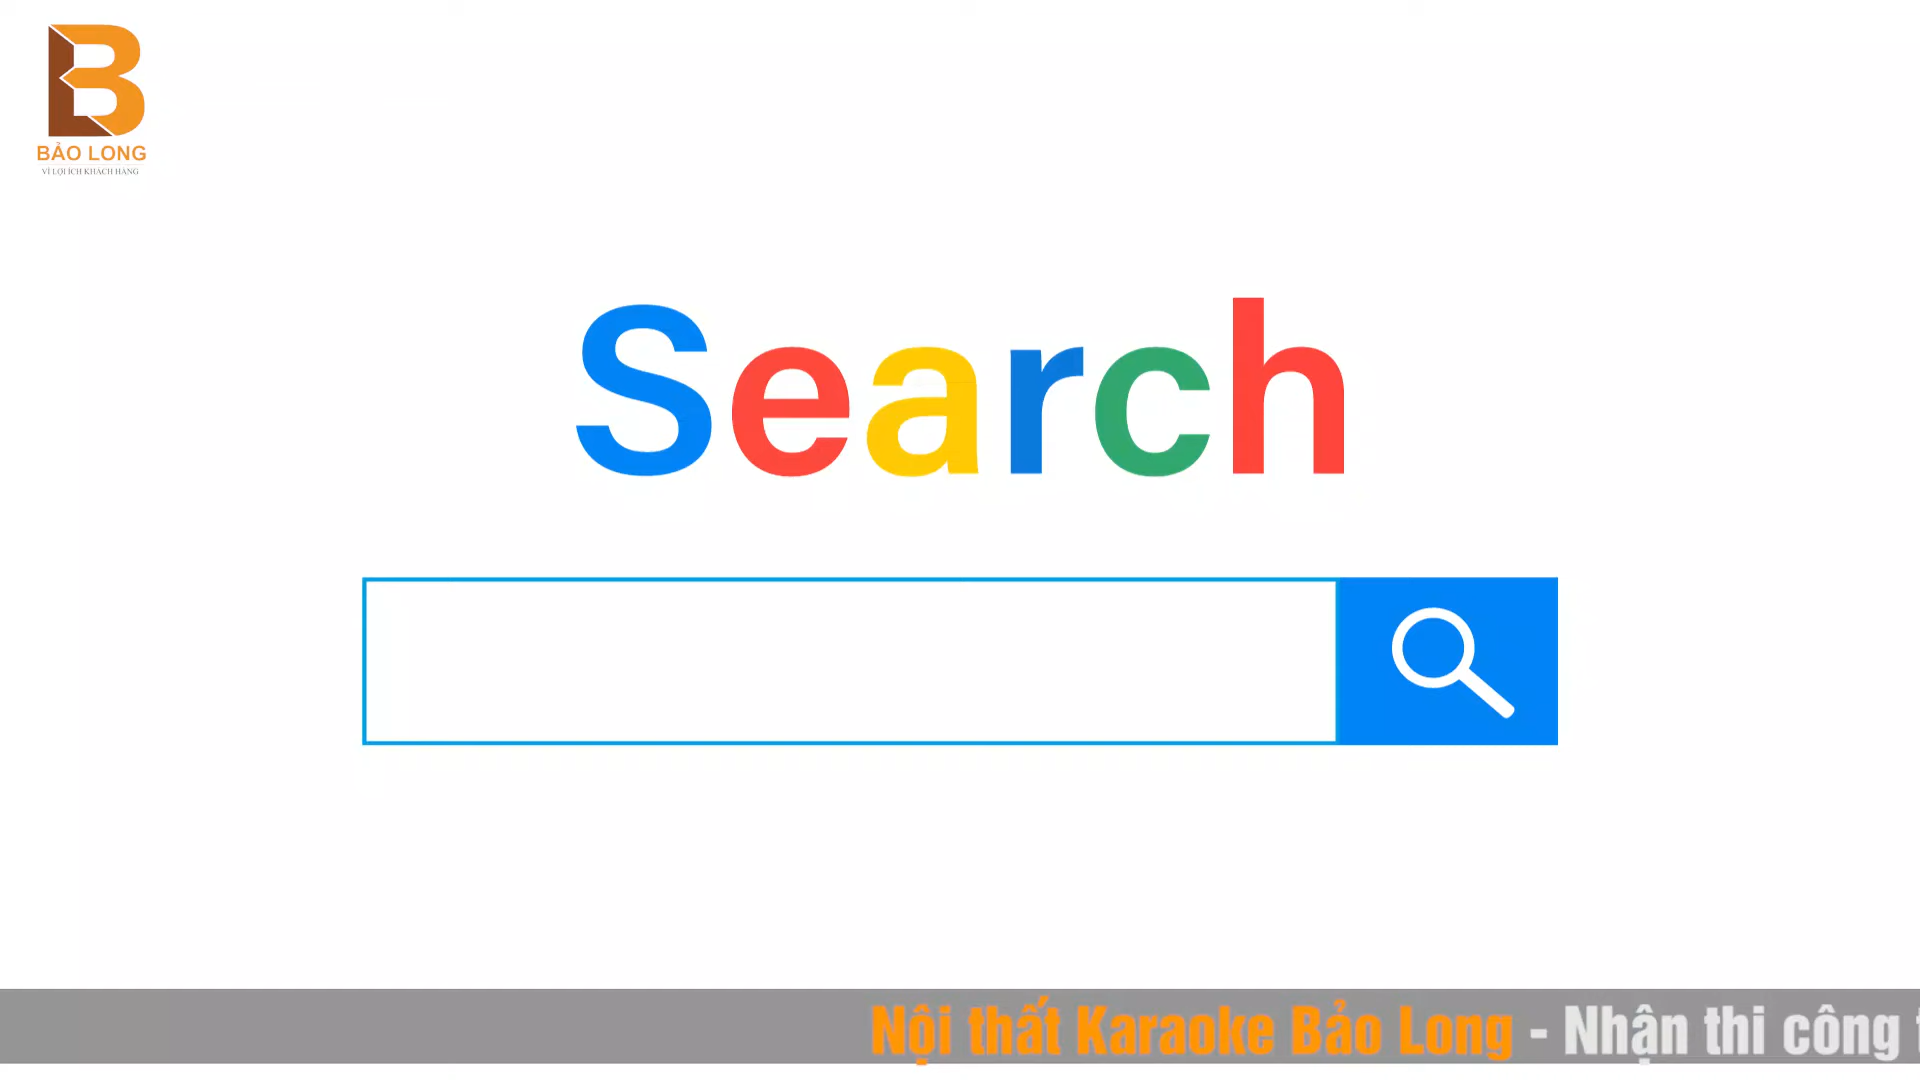 BẢO LONG
VÌ LỢI ÍCH KHÁCH HÀNG
Search
Nội thất Karaoke Bảo Long - Nhận thi công